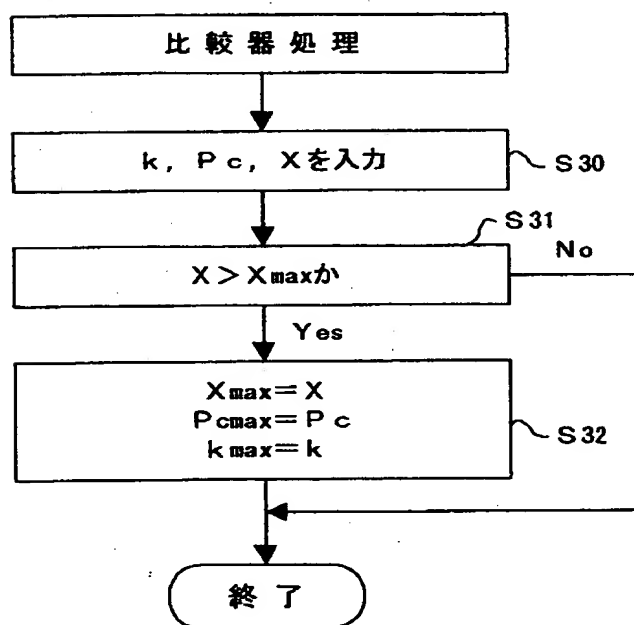 比較器処理
k, Pc, Xを入力
S30
S31
X>Xmaxか
No
Yes
Xmax=X
Pcmax=Pc
kmax=k
S32
終了